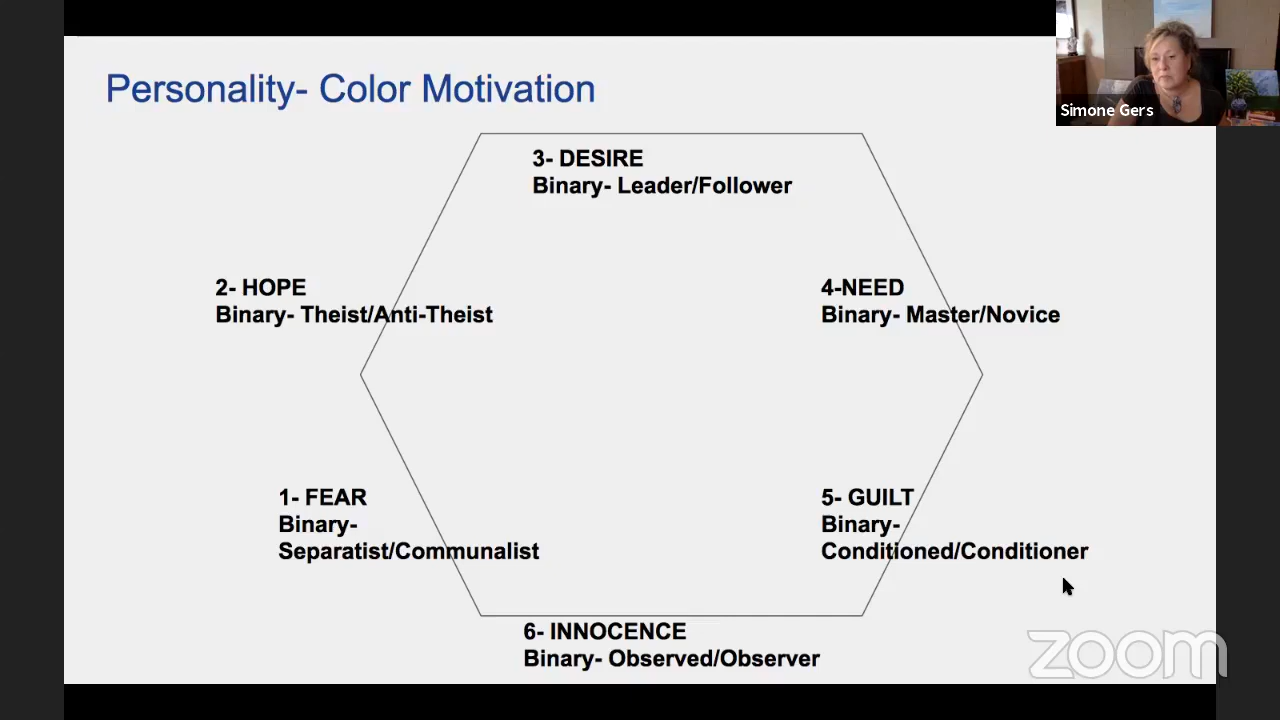 Personality- Color Motivation
Simone Gers
3- DESIRE
Binary- Leader/Follower
2- HOPE
Binary- Theist/Anti-Theist
4-NEED
Binary- Master/Novice
1- FEAR
Binary-
Separatist/Communalist
5- GUILT
Binary-
Conditioned/Conditioner
6- INNOCENCE
Binary- Observed/Observer
zoom